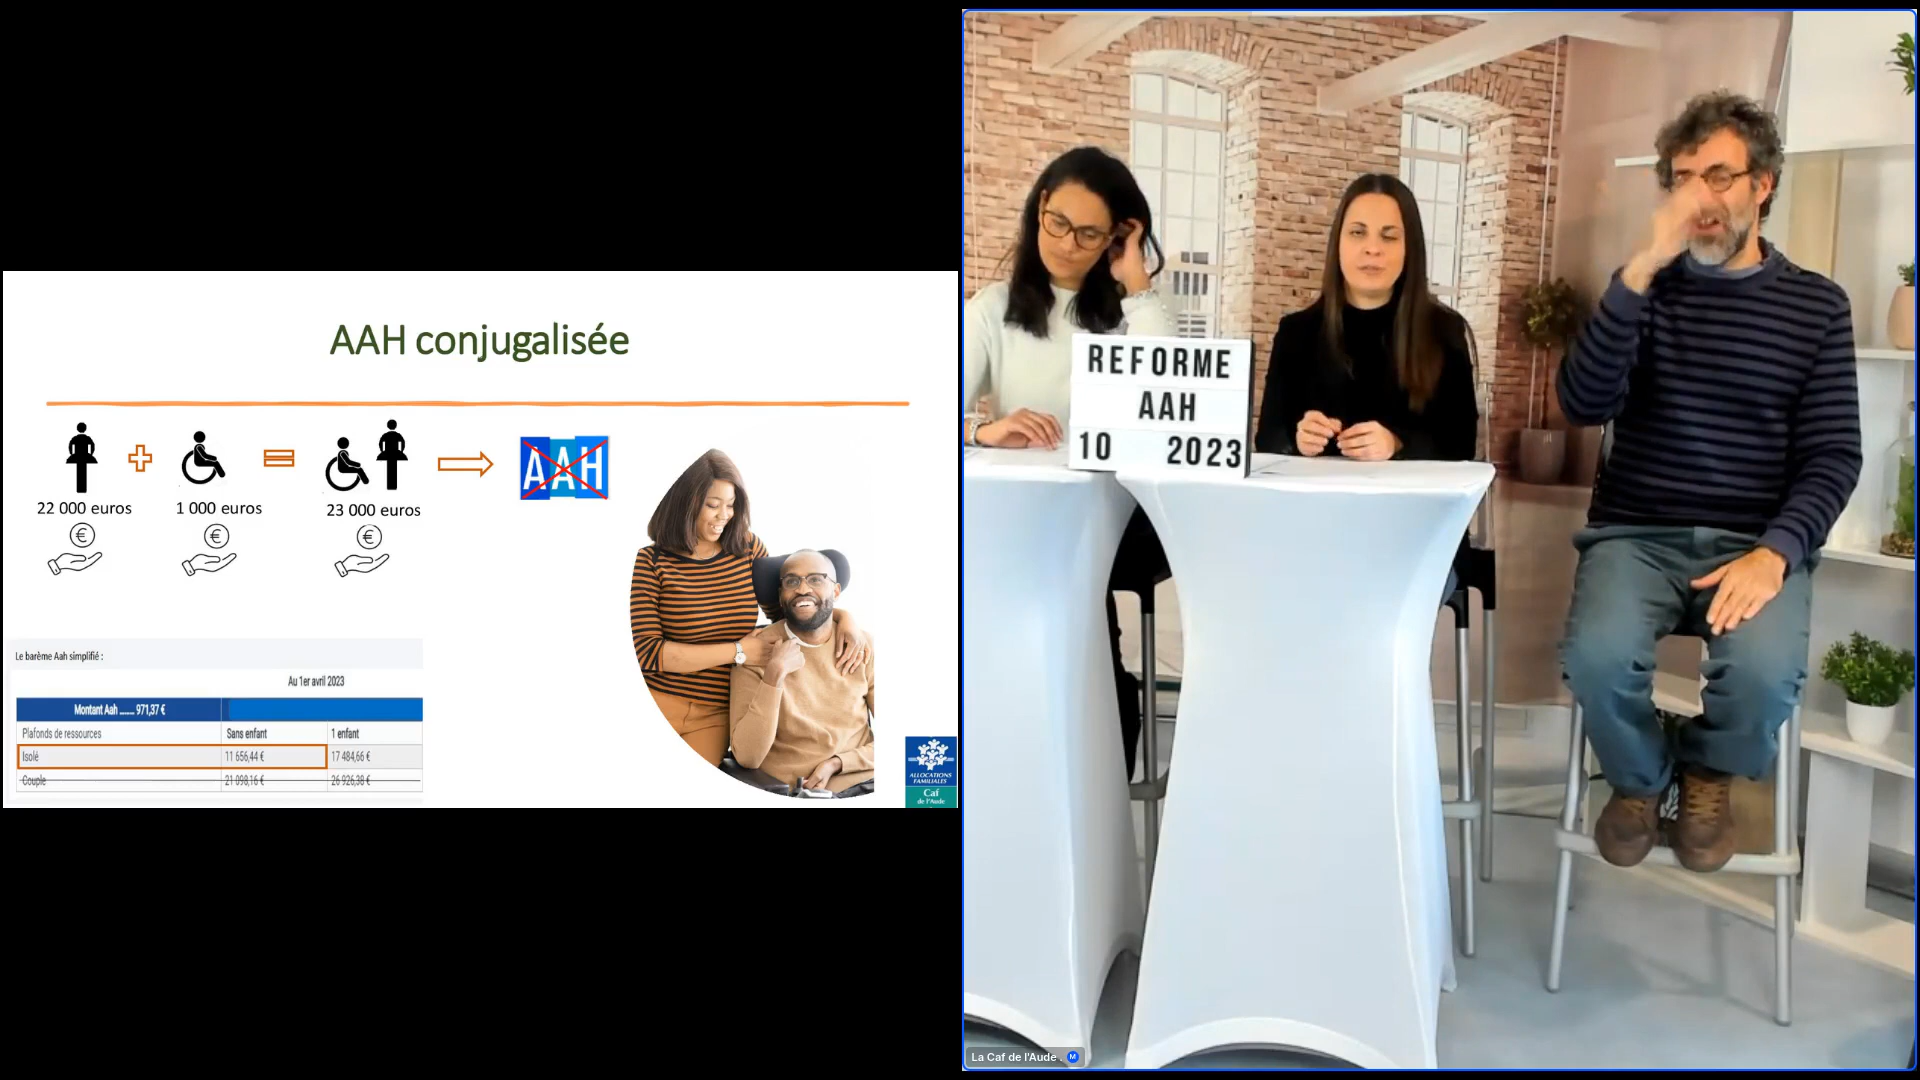 AAH conjugalisée
22 000 euros
1 000 euros
23 000 euros
AAH
Le barème Aah simplifié :
Au 1er avril 2023
Montant Aah ....... 971,37 €
Plafonds de ressources Sans enfant 1 enfant
Isolé 11 656,44 € 17 484,66 €
Couple 21 098,16 € 26 926,38 €
ALLOCATIONS
FAMILIALES
Caf
de l'Aude
REFORME
AAH
10 2023
La Caf de l'Aude .